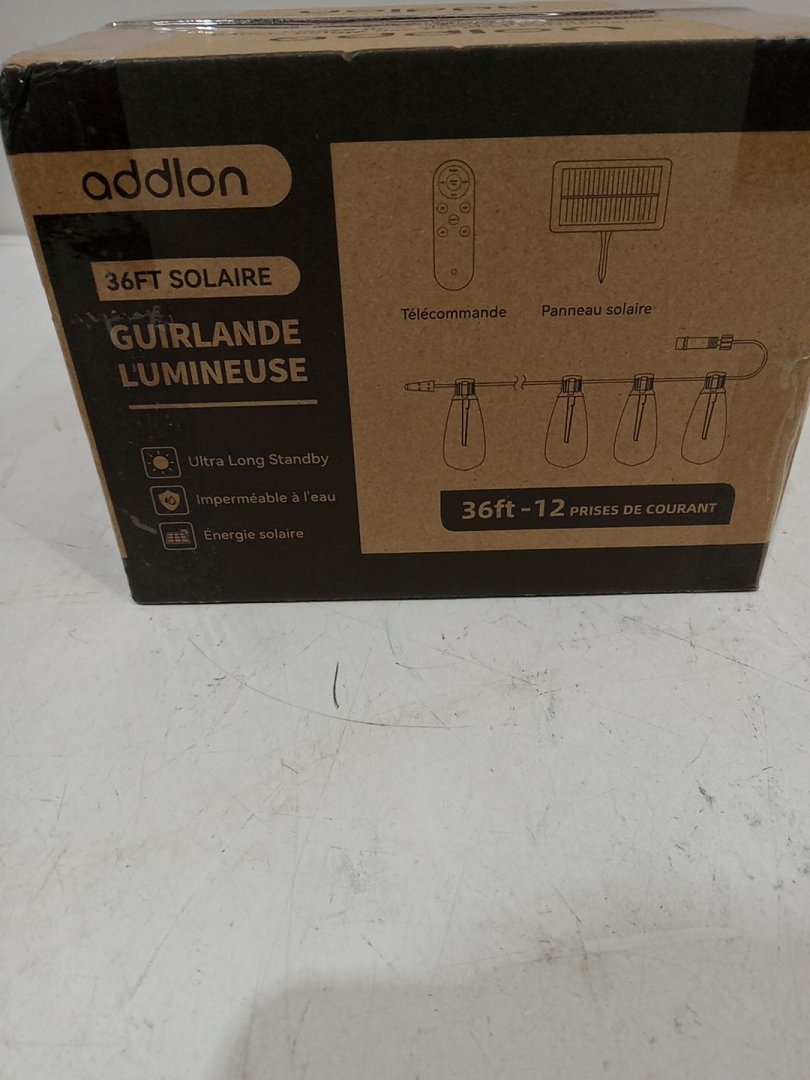 addlon
addlon
36FT SOLAIRE
GUIRLANDE
LUMINEUSE
Ultra Long Standby
Imperméable à l'eau
Énergie solaire
Télécommande
Panneau solaire
36ft - 12 PRISES DE COURANT